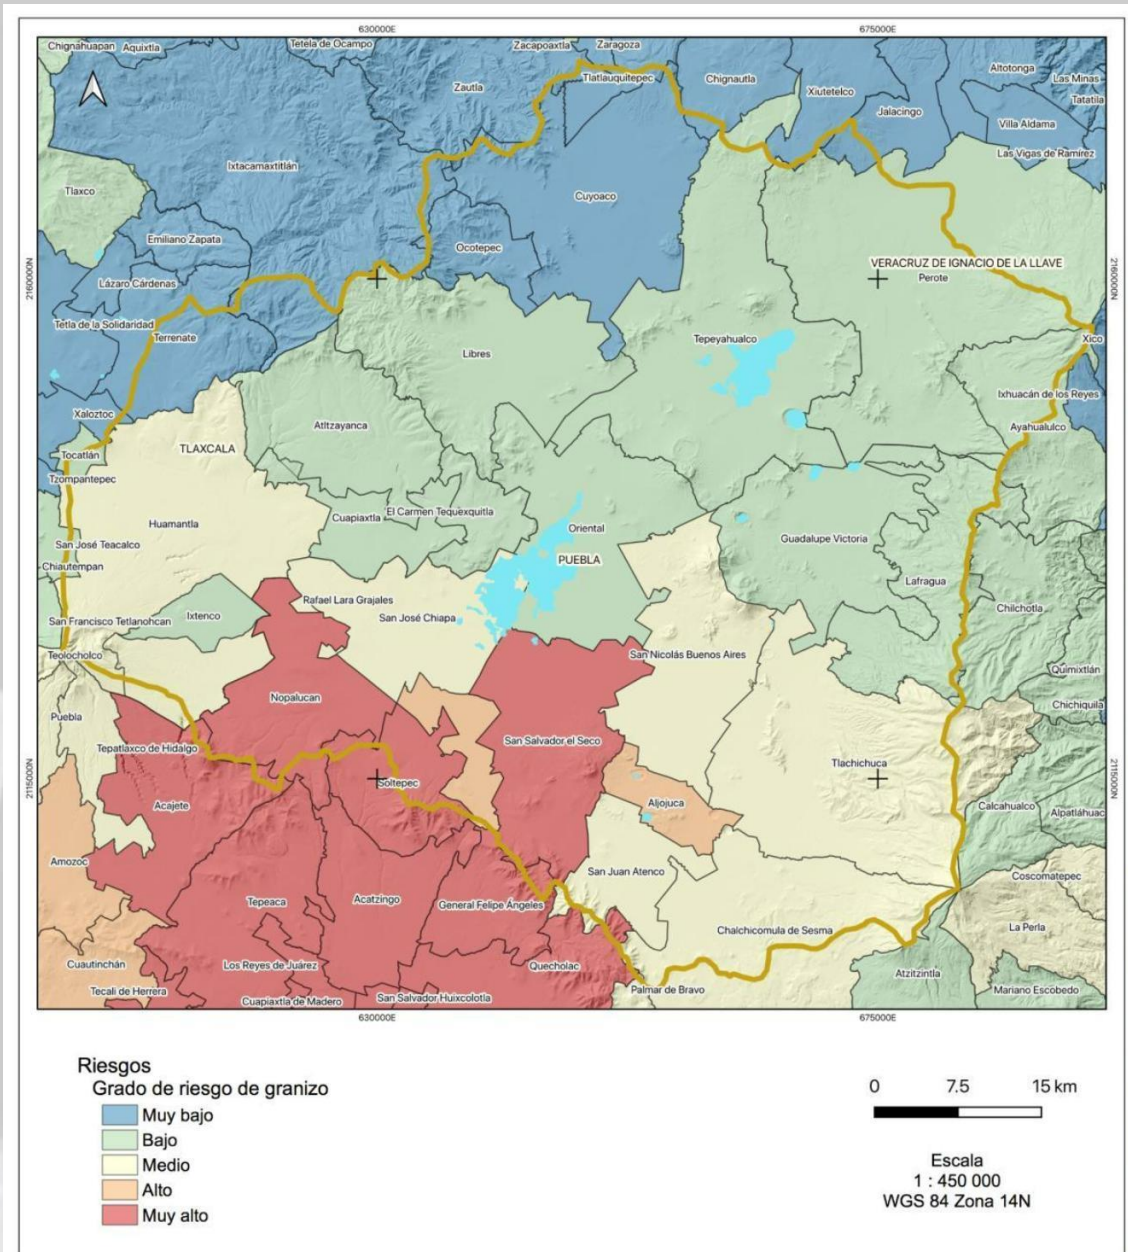 630000E
675000E
Chignahuapan
Aquixtla
Tetela de Ocampo
Zacapoaxtla
Zaragoza
Tlatlauquitepec
Chignautla
Zautla
Xiutetelco
Altotonga
Las Minas
Tatatila
Jalacingo
Villa Aldama
Las Vigas de Ramírez
Ixtacamaxtitlán
Tlaxco
Cuyoaco
Emiliano Zapata
Ocotepec
2160000N
2160000N
VERACRUZ DE IGNACIO DE LA LLAVE
Perote
Lázaro Cárdenas
Tetla de la Solidaridad
Terrenate
Tepeyahualco
Xico
Libres
Ixhuacán de los Reyes
Xaloztoc
Atltzayanca
Ayahualulco
TLAXCALA
Tocatlán
Tzompantepec
Huamantla
Cuapiaxtla
El Carmen Tequexquitla
Oriental
Guadalupe Victoria
San José Teacalco
PUEBLA
Chiautempan
Lafragua
Rafael Lara Grajales
San José Chiapa
Chilchotla
Ixtenco
San Francisco Tetlanohcan
Teolocholco
San Nicolás Buenos Aires
Quimixtlán
Nopalucan
Chichiquila
Puebla
Tepatlaxco de Hidalgo
San Salvador el Seco
Tlachichuca
2115000N
2115000N
Soltepec
Acajete
Aljojuca
Calcahualco
Alpatláhuac
Amozoc
San Juan Atenco
Coscomatepec
Tepeaca
Acatzingo
General Felipe Ángeles
La Perla
Chalchicomula de Sesma
Cuautinchán
Los Reyes de Juárez
Quecholac
Atzitzintla
Tecali de Herrera
Cuapiaxtla de Madero
San Salvador Huixcolotla
Palmar de Bravo
Mariano Escobedo
630000E
675000E
Riesgos
Grado de riesgo de granizo
Muy bajo
Bajo
Medio
Alto
Muy alto
0 7.5 15 km
Escala
1 : 450 000
WGS 84 Zona 14N